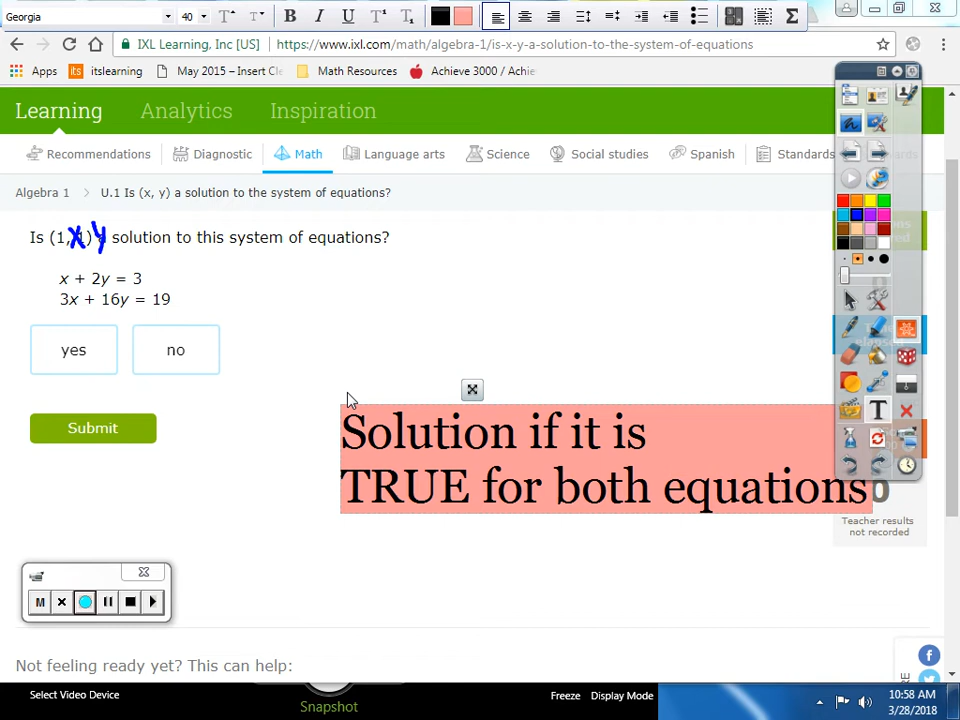 Georgia 40 B I U T T
IXL Learning, Inc [US] https://www.ixl.com/math/algebra-1/is-x-y-a-solution-to-the-system-of-equations
Apps its itslearning May 2015 – Insert Cl Math Resources Achieve 3000 / Achie
Learning Analytics Inspiration
Recommendations Diagnostic Math Language arts Science Social studies Spanish Standards
Algebra 1 U.1 Is (x, y) a solution to the system of equations?
x y
Is (1, 1) a solution to this system of equations?
x + 2y = 3
3x + 16y = 19
yes no
Submit
Solution if it is
TRUE for both equations
Teacher results
not recorded
M
Not feeling ready yet? This can help:
Select Video Device Snapshot Freeze Display Mode
10:58 AM
3/28/2018